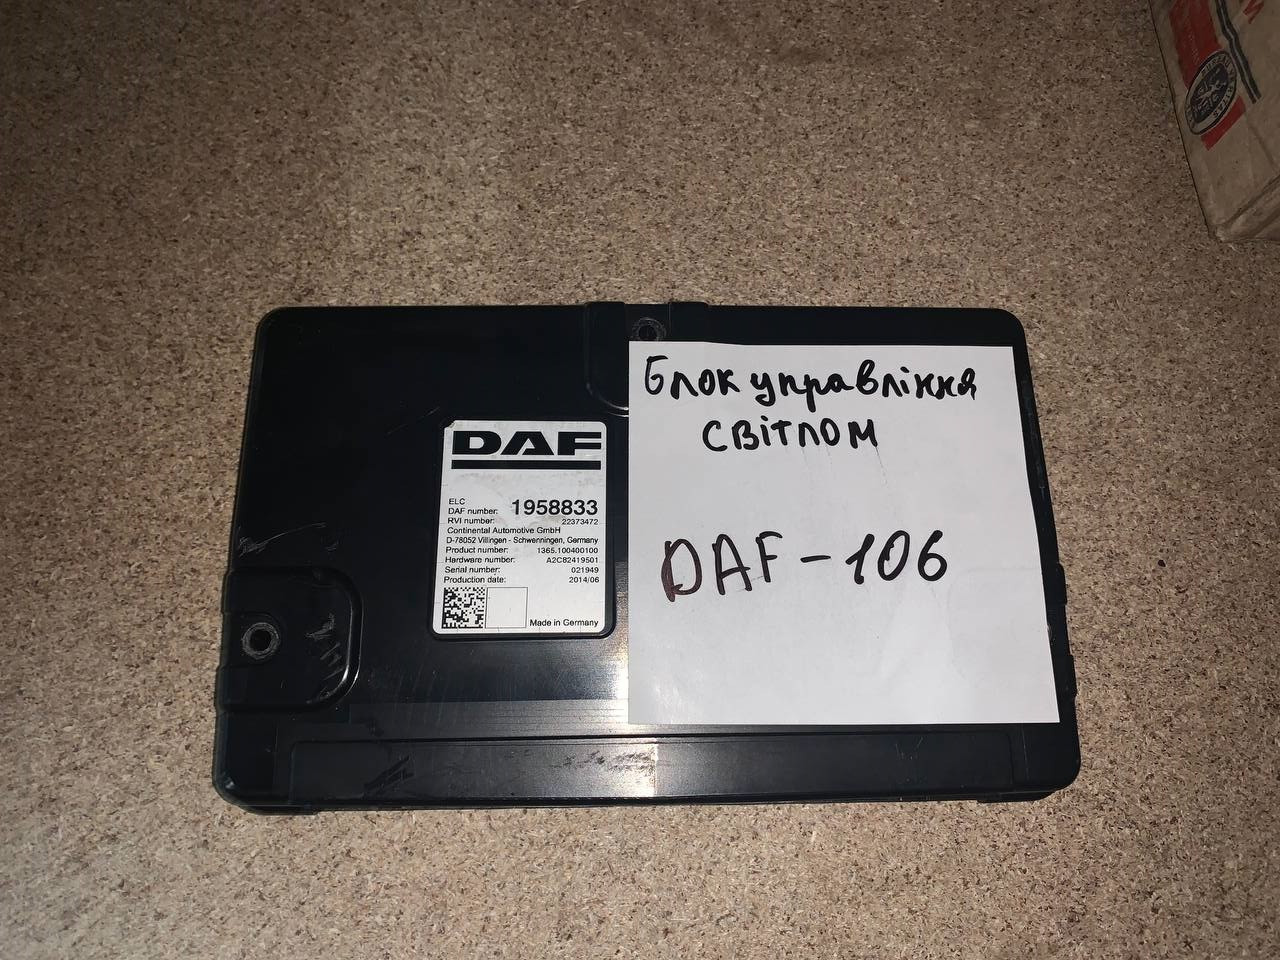 DAF
ELC
DAF number: 1958833
RVI number: 22373472
Continental Automotive GmbH
D-78052 Villingen - Schwenningen, Germany
Product number: 1365.100400100
Hardware number: A2C82419501
Serial number: 021949
Production date: 2014/06
Made in Germany
Блок управління
світлом
DAF-106